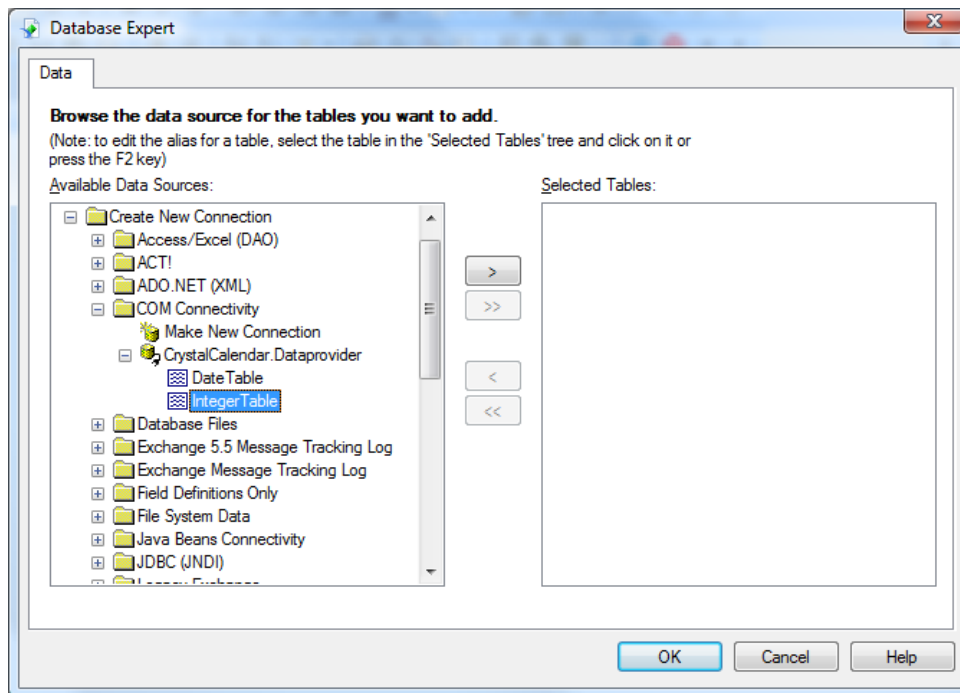 Database Expert
Data
Browse the data source for the tables you want to add.
(Note: to edit the alias for a table, select the table in the 'Selected Tables' tree and click on it or
press the F2 key)
Available Data Sources:
Selected Tables:
Create New Connection
Access/Excel (DAO)
ACT!
ADO.NET (XML)
COM Connectivity
Make New Connection
CrystalCalendar.Dataprovider
DateTable
IntegerTable
Database Files
Exchange 5.5 Message Tracking Log
Exchange Message Tracking Log
Field Definitions Only
File System Data
Java Beans Connectivity
JDBC (JNDI)
Legacy Exchange
>
>>
<
<<
OK
Cancel
Help